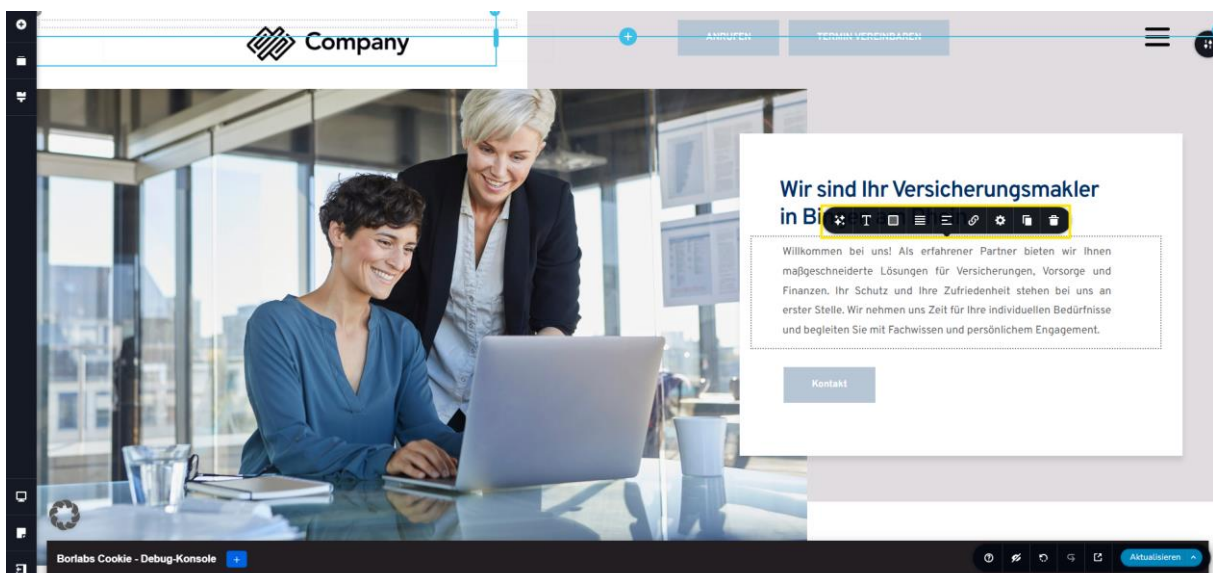 Company
ANRUFEN
TERMIN VEREINBAREN
Wir sind Ihr Versicherungsmakler
in
Willkommen bei uns! Als erfahrener Partner bieten wir Ihnen
maßgeschneiderte Lösungen für Versicherungen, Vorsorge und
Finanzen. Ihr Schutz und Ihre Zufriedenheit stehen bei uns an
erster Stelle. Wir nehmen uns Zeit für Ihre individuellen Bedürfnisse
und begleiten Sie mit Fachwissen und persönlichem Engagement.
Kontakt
Borlabs Cookie - Debug-Konsole
+
Aktualisieren